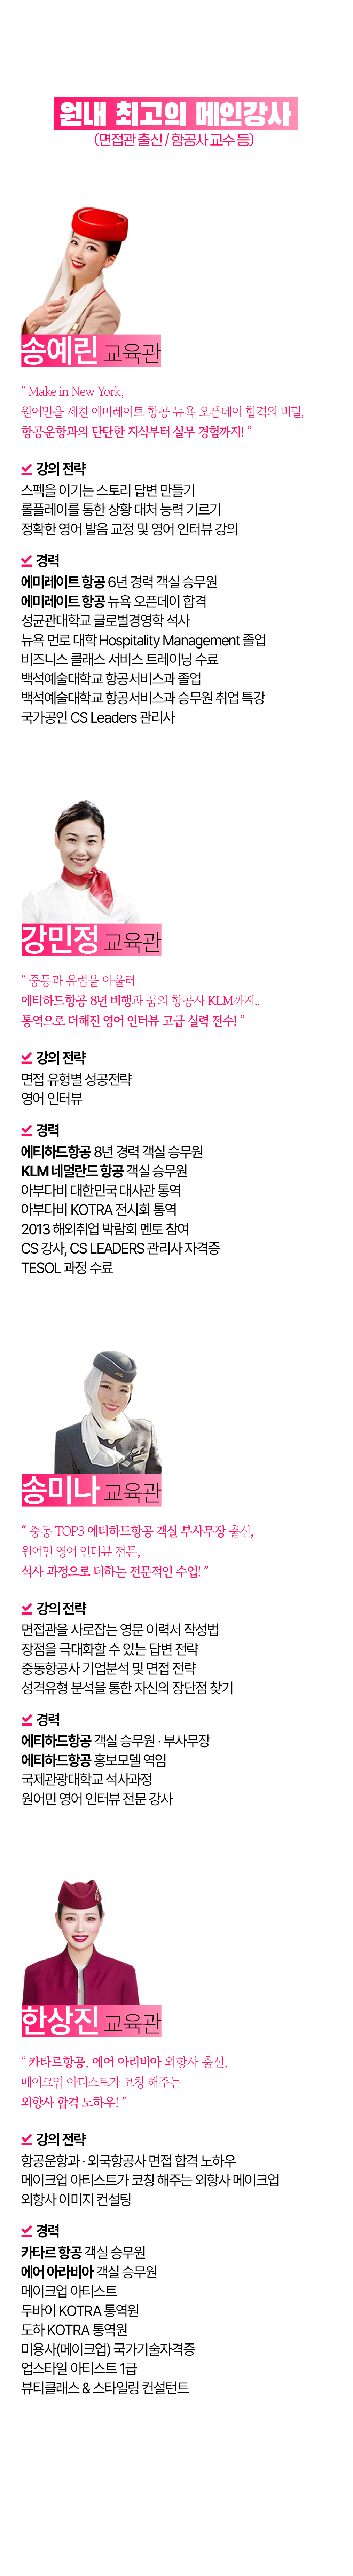 원내 최고의 메인강사
(면접관 출신 / 항공사 교수 등)
송예린 교육관
“ Make in New York,
원어민을 제친 에미레이트 항공 뉴욕 오픈데이 합격의 비밀,
항공운항과의 탄탄한 지식부터 실무 경험까지! ”
강의 전략
스펙을 이기는 스토리 답변 만들기
롤플레이를 통한 상황 대처 능력 기르기
정확한 영어 발음 교정 및 영어 인터뷰 강의
경력
에미레이트 항공 6년 경력 객실 승무원
에미레이트 항공 뉴욕 오픈데이 합격
성균관대학교 글로벌경영학 석사
뉴욕 먼로 대학 Hospitality Management 졸업
비즈니스 클래스 서비스 트레이닝 수료
백석예술대학교 항공서비스과 졸업
백석예술대학교 항공서비스과 승무원 취업 특강
국가공인 CS Leaders 관리사
강민정 교육관
“ 중동과 유럽을 아울러
에티하드항공 8년 비행과 꿈의 항공사 KLM까지..
통역으로 더해진 영어 인터뷰 고급 실력 전수! ”
강의 전략
면접 유형별 성공전략
영어 인터뷰
경력
에티하드항공 8년 경력 객실 승무원
KLM 네덜란드 항공 객실 승무원
아부다비 대한민국 대사관 통역
아부다비 KOTRA 전시회 통역
2013 해외취업 박람회 멘토 참여
CS 강사, CS LEADERS 관리사 자격증
TESOL 과정 수료
송미나 교육관
“ 중동 TOP3 에티하드항공 객실 부사무장 출신,
원어민 영어 인터뷰 전문,
석사 과정으로 더하는 전문적인 수업! ”
강의 전략
면접관을 사로잡는 영문 이력서 작성법
장점을 극대화할 수 있는 답변 전략
중동항공사 기업분석 및 면접 전략
성격유형 분석을 통한 자신의 장단점 찾기
경력
에티하드항공 객실 승무원 · 부사무장
에티하드항공 홍보모델 역임
국제관광대학교 석사과정
원어민 영어 인터뷰 전문 강사
한상진 교육관
“ 카타르항공, 에어 아리비아 외항사 출신,
메이크업 아티스트가 코칭 해주는
외항사 합격 노하우! ”
강의 전략
항공운항과 · 외국항공사 면접 합격 노하우
메이크업 아티스트가 코칭 해주는 외항사 메이크업
외항사 이미지 컨설팅
경력
카타르 항공 객실 승무원
에어 아라비아 객실 승무원
메이크업 아티스트
두바이 KOTRA 통역원
도하 KOTRA 통역원
미용사(메이크업) 국가기술자격증
업스타일 아티스트 1급
뷰티클래스 & 스타일링 컨설턴트